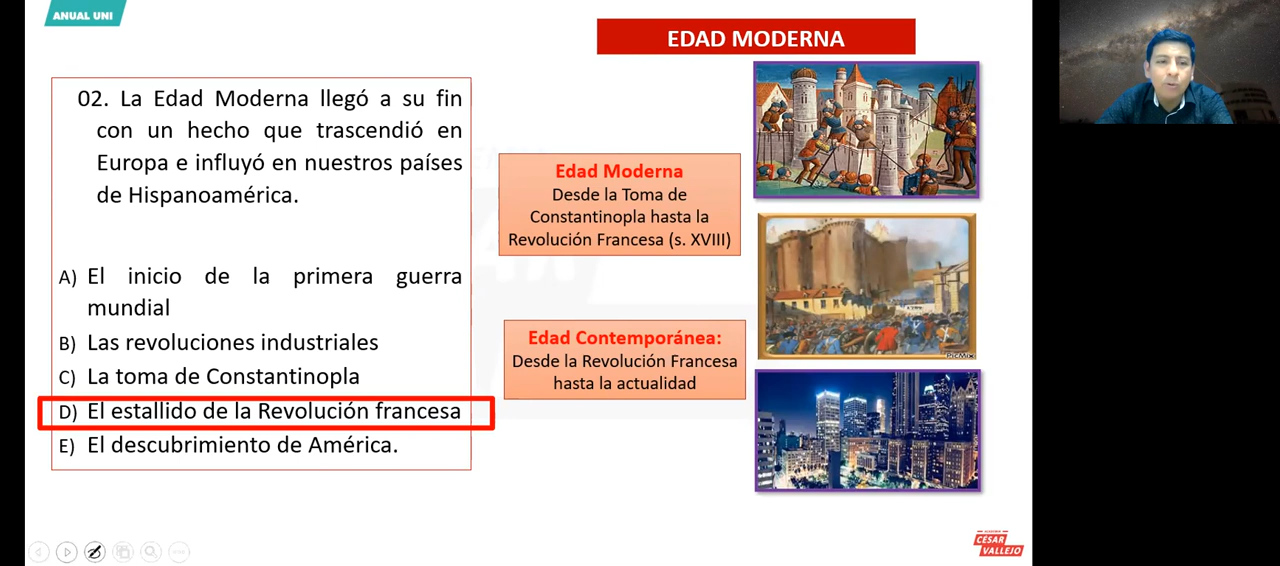 ANUAL UNI
EDAD MODERNA
02. La Edad Moderna llegó a su fin
con un hecho que trascendió en
Europa e influyó en nuestros países
de Hispanoamérica.
A) El inicio de la primera guerra
mundial
B) Las revoluciones industriales
C) La toma de Constantinopla
D) El estallido de la Revolución francesa
E) El descubrimiento de América.
Edad Moderna
Desde la Toma de
Constantinopla hasta la
Revolución Francesa (s. XVIII)
Edad Contemporánea:
Desde la Revolución Francesa
hasta la actualidad
PicMix
ACADEMIA
CÉSAR
VALLEJO